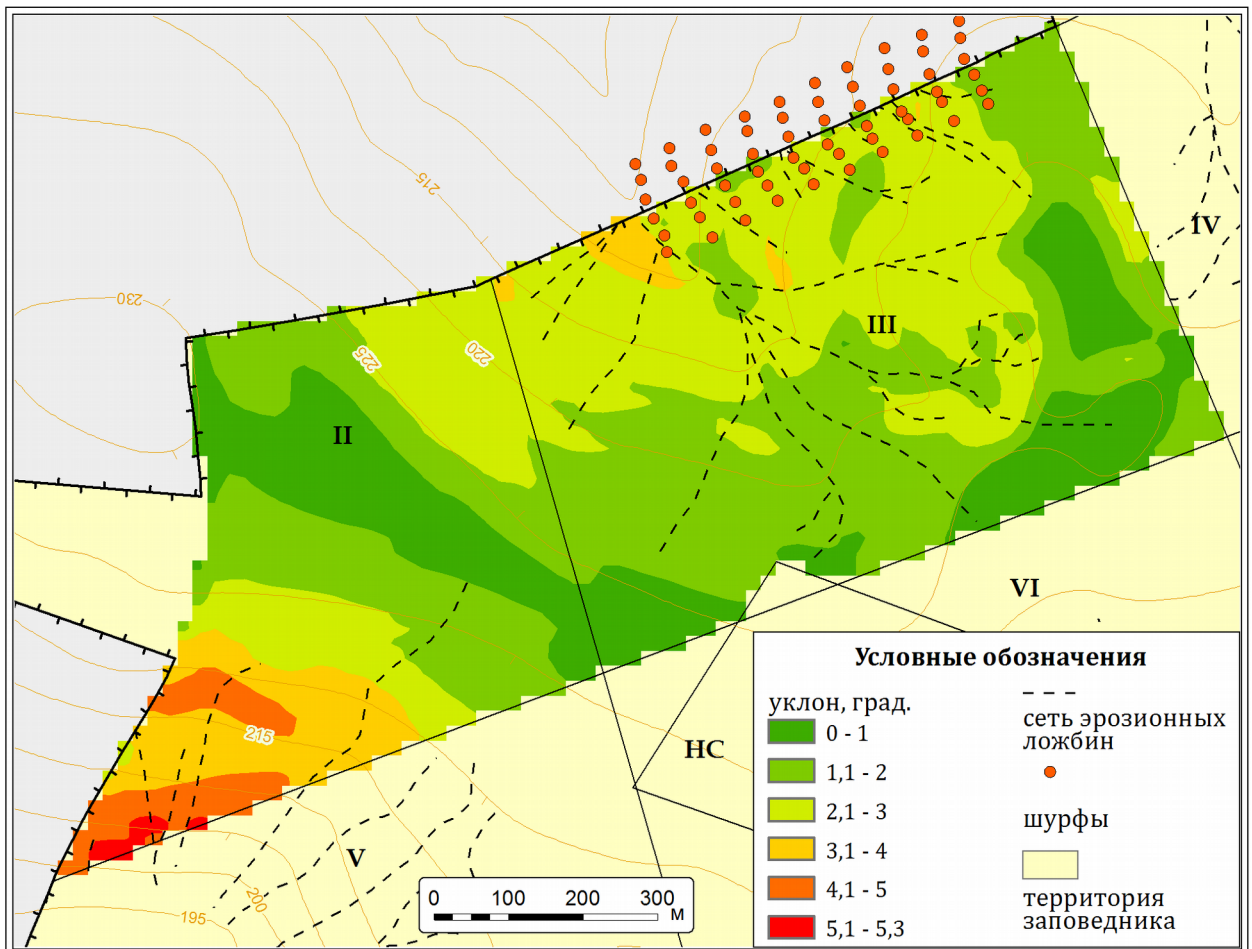 215
IV
230
III
225
220
II
VI
215
НС
V
200
195
0 100 200 300
М
Условные обозначения
уклон, град.
0 - 1
1,1 - 2
2,1 - 3
3,1 - 4
4,1 - 5
5,1 - 5,3
сеть эрозионных
ложбин
шурфы
территория
заповедника